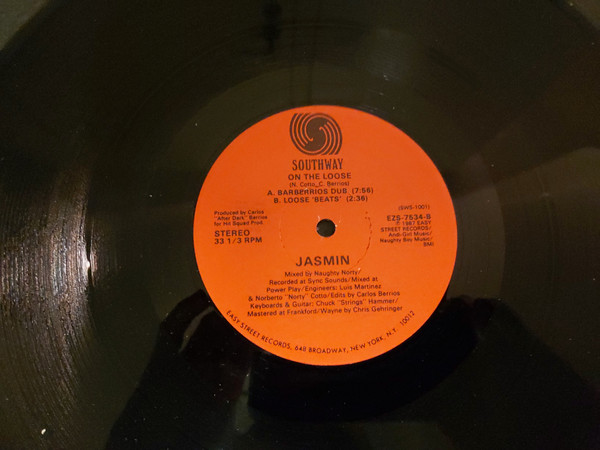 SOUTHWAY
ON THE LOOSE
(N. Cotto_C. Berrios)
A. BARBERRIOS DUB (7:56)
B. LOOSE 'BEATS' (2:36)
Produced by Carlos
"After Dark" Berrios
for Hit Squad Prod.
STEREO
33 1/3 RPM
(SWS-1001)
EZS-7534-B
℗ 1987 EASY
STREET RECORDS/
Andi-Girl Music/
Naughty Boy Music/
BMI
JASMIN
Mixed by Naughty Norty/
Recorded at Sync Sounds/Mixed at
Power Play/Engineers: Luis Martinez
& Norberto "Norty" Cotto/Edits by Carlos Berrios
Keyboards & Guitar: Chuck "Strings" Hammer/
Mastered at Frankford/Wayne by Chris Gehringer
EASY STREET RECORDS, 648 BROADWAY, NEW YORK, N.Y. 10012